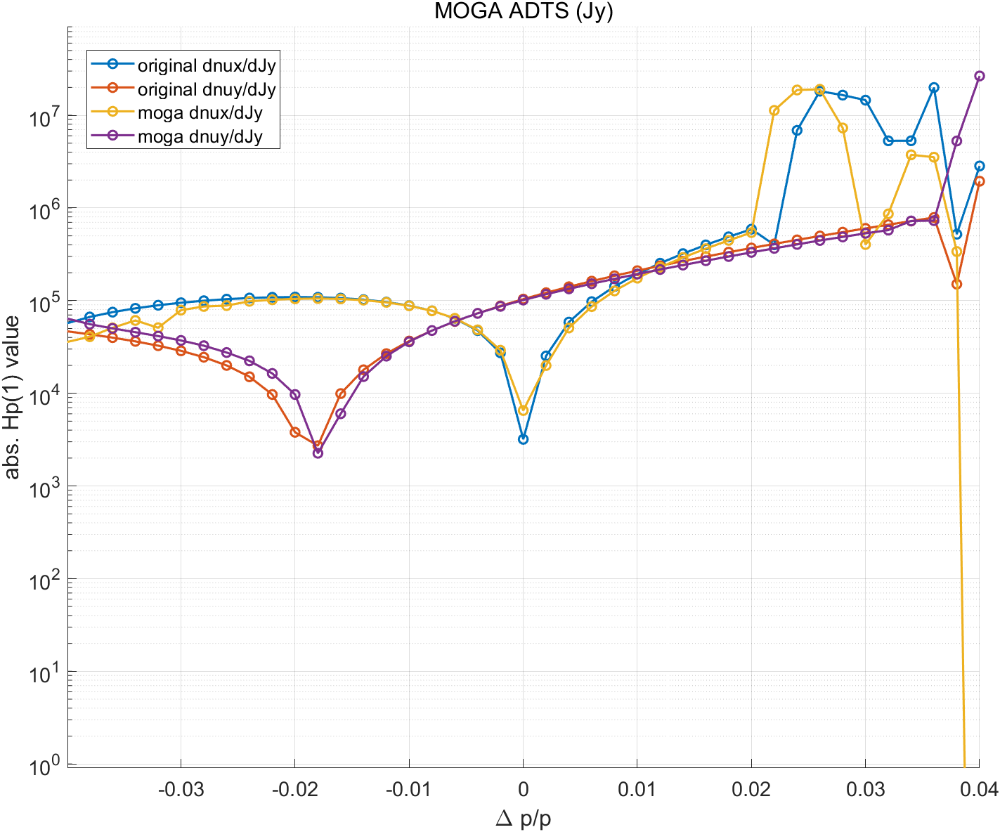 MOGA ADTS (Jy)
original dnux/dJy
original dnuy/dJy
moga dnux/dJy
moga dnuy/dJy
abs. Hp(1) value
10^7
10^6
10^5
10^4
10^3
10^2
10^1
10^0
-0.03 -0.02 -0.01 0 0.01 0.02 0.03 0.04
Δ p/p